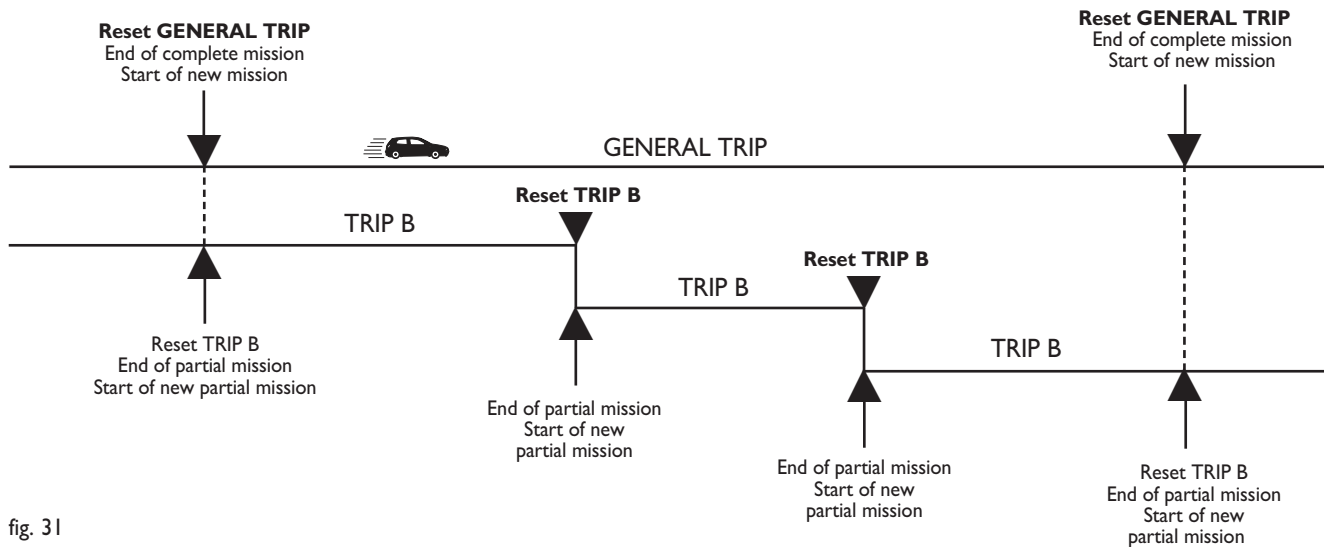 Reset GENERAL TRIP
End of complete mission
Start of new mission
Reset GENERAL TRIP
End of complete mission
Start of new mission
GENERAL TRIP
Reset TRIP B
TRIP B
Reset TRIP B
TRIP B
TRIP B
Reset TRIP B
End of partial mission
Start of new partial mission
End of partial mission
Start of new
partial mission
End of partial mission
Start of new
partial mission
Reset TRIP B
End of partial mission
Start of new
partial mission
fig. 31